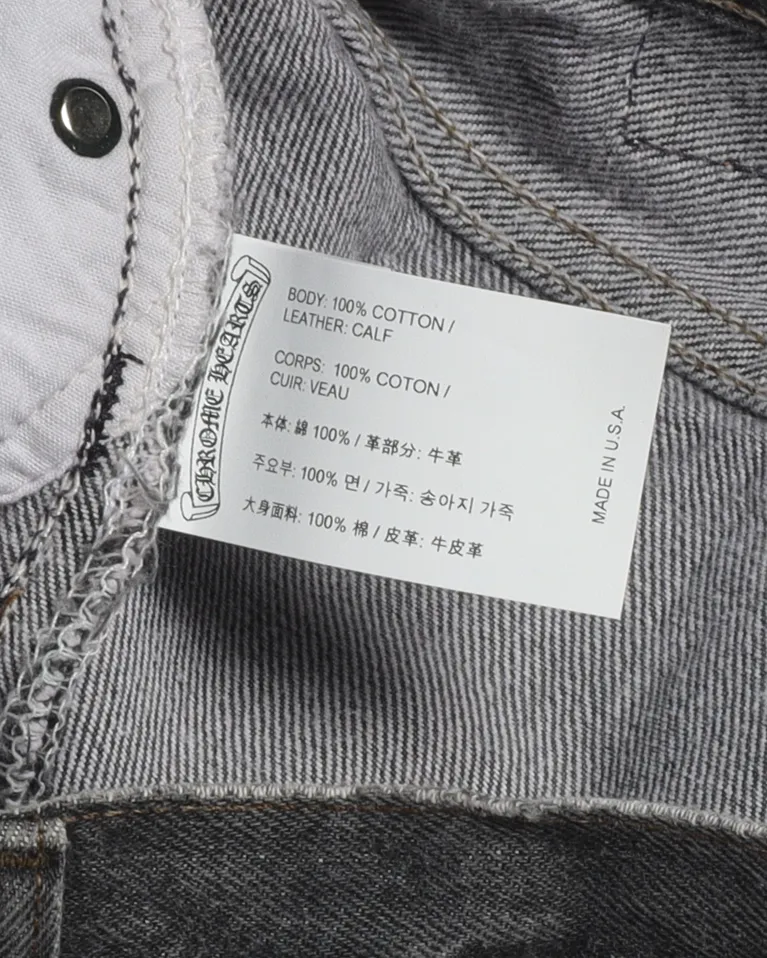 CHROME HEARTS
BODY: 100% COTTON /
LEATHER: CALF
CORPS: 100% COTON /
CUIR: VEAU
本体: 綿 100% / 革部分: 牛革
주요부: 100% 면 / 가죽: 송아지 가죽
大身面料: 100% 棉 / 皮革: 牛皮革
MADE IN U.S.A.